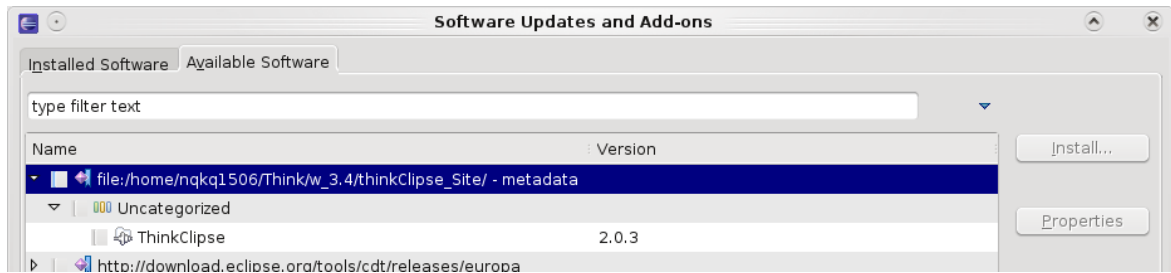 Software Updates and Add-ons
Installed Software Available Software
type filter text
Name Version
Install...
file:/home/nqkq1506/Think/w_3.4/thinkClipse_Site/ - metadata
Uncategorized
Properties
ThinkClipse 2.0.3
http://download.eclipse.org/tools/cdt/releases/europa